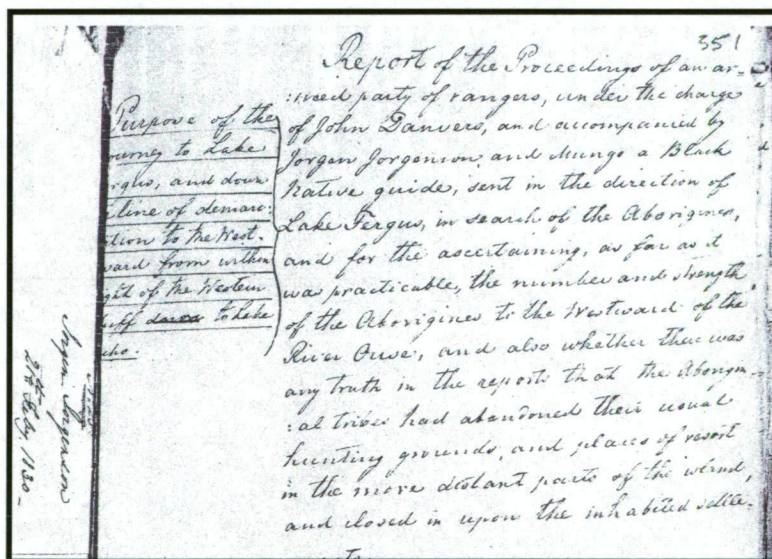 351
Report of the Proceedings of an ar-
:med party of rangers, under the charge
of John Danvers, and accompanied by
Jorgen Jorgenson and Mungo a Black
Native guide, sent in the direction of
Lake Fergus, in search of the Aborigines,
and for the ascertaining, as far as it
was practicable, the number and strength
of the Aborigines to the Westward of the
River Ouse, and also whether there was
any truth in the reports that the Aborigin-
:al tribes had abandoned their usual
hunting grounds, and places of resort
in the more distant parts of the island,
and closed in upon the inhabited settle-
Purpose of the
ourney to Lake
ergus, and down
line of demar:
ation to the West-
ward from within
ght of the Western
luff to Lake
cho.
Jorgen Jorgenson
24th Feby 1830-